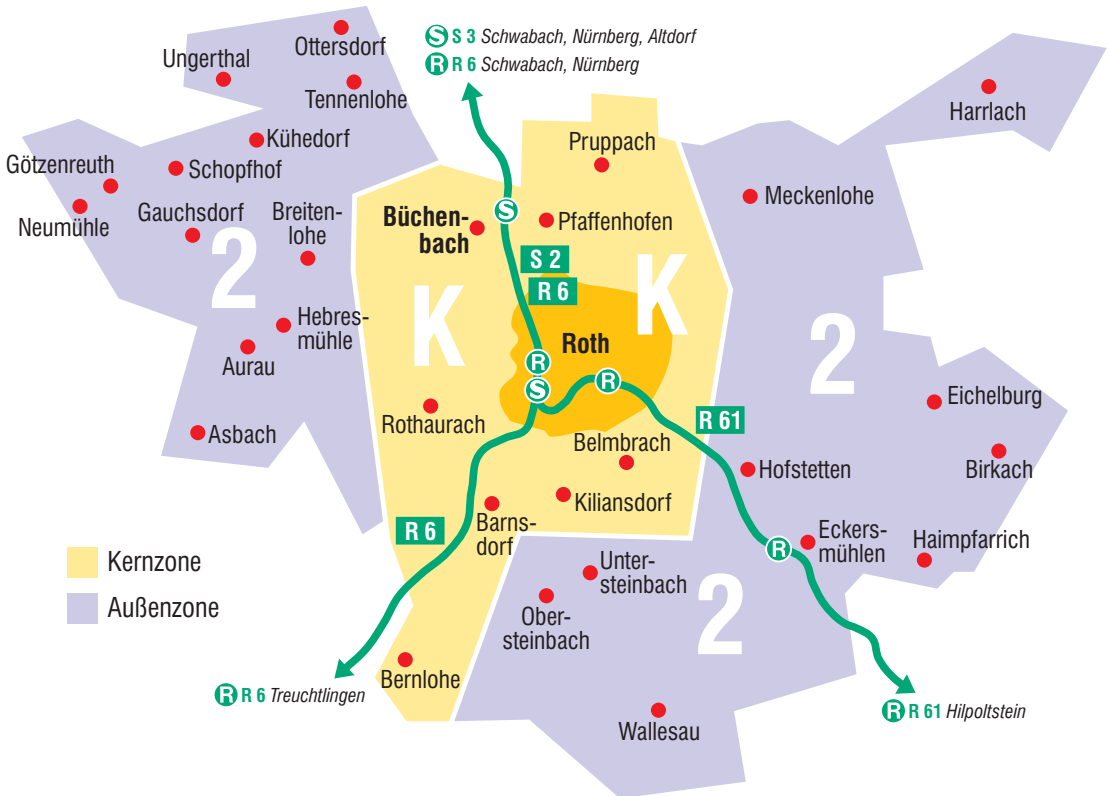 S S 3 Schwabach, Nürnberg, Altdorf
R R 6 Schwabach, Nürnberg
Ottersdorf
Ungerthal
Tennenlohe
Harrlach
Kühedorf
Pruppach
Götzenreuth
Schopfhof
Meckenlohe
Neumühle
Gauchsdorf
Breiten-
lohe
Büchen-
bach
S
Pfaffenhofen
2
S 2
R 6
K
K
Hebres-
mühle
Roth
2
Aurau
R
S
R
Eichelburg
Rothaurach
R 61
Asbach
Belmbrach
Hofstetten
Birkach
Kiliansdorf
R 6
Barns-
dorf
R
Eckers-
mühlen
Haimpfarrich
Kernzone
Unter-
steinbach
2
Außenzone
Ober-
steinbach
Bernlohe
R R 6 Treuchtlingen
Wallesau
R R 61 Hilpoltstein